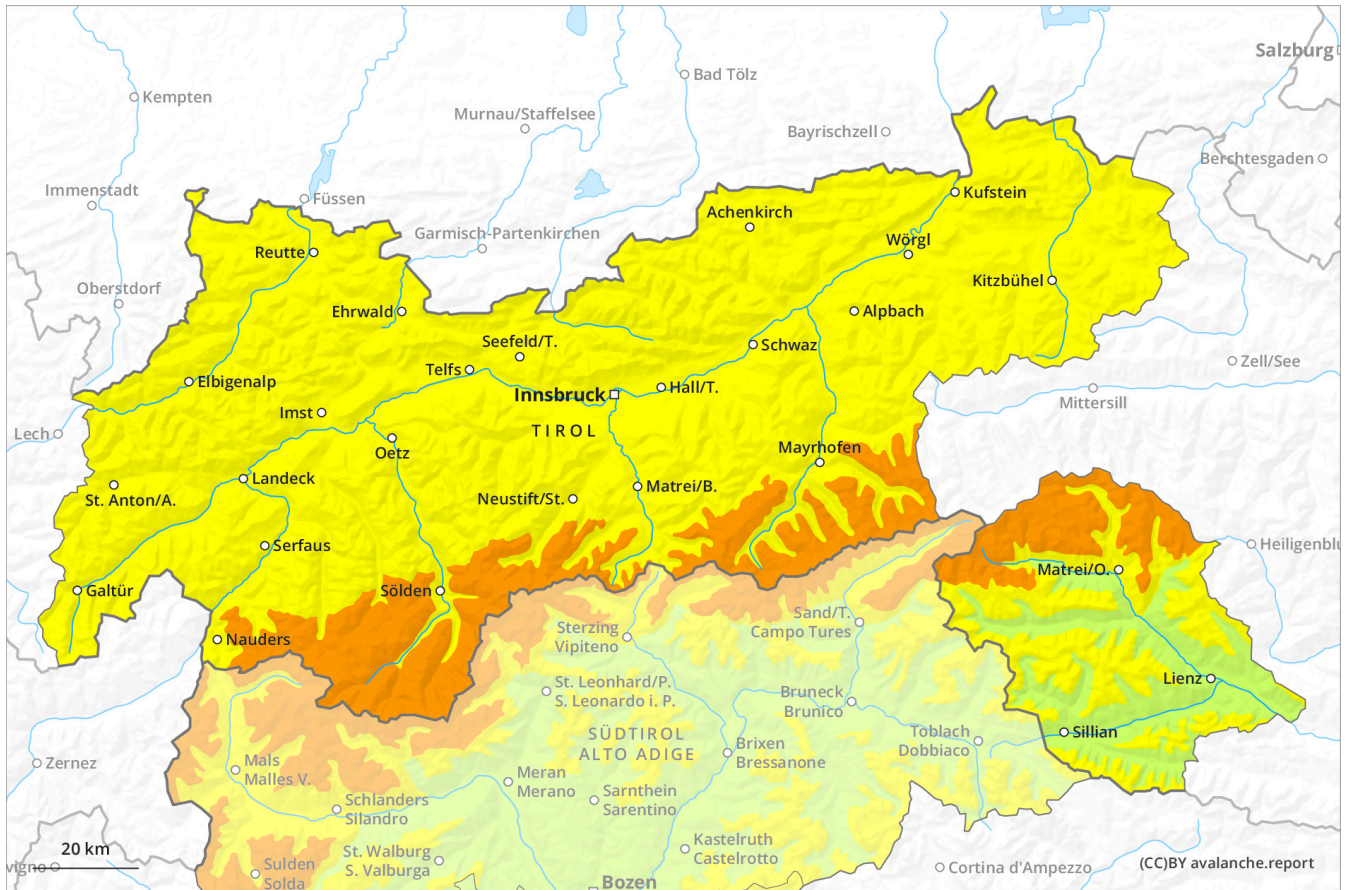 Salzburg
Bad Tölz
Kempten
Murnau/Staffelsee
Bayrischzell
Berchtesgaden
Immenstadt
Füssen
Kufstein
Achenkirch
Garmisch-Partenkirchen
Wörgl
Reutte
Kitzbühel
Oberstdorf
Ehrwald
Alpbach
Seefeld/T.
Schwaz
Zell/See
Telfs
Elbigenalp
Hall/T.
Innsbruck
Mittersill
Imst
TIROL
Lech
Mayrhofen
Oetz
Landeck
Matrei/B.
St. Anton/A.
Neustift/St.
Serfaus
Heiligenblu
Matrei/O.
Galtür
Sölden
Sand/T.
Campo Tures
Sterzing
Vipiteno
Nauders
Lienz
St. Leonhard/P.
S. Leonardo i. P.
Bruneck
Brunico
SÜDTIROL
ALTO ADIGE
Toblach
Dobbiaco
Sillian
Brixen
Bressanone
Zernez
Mals
Malles V.
Meran
Merano
Sarnthein
Sarentino
Schlanders
Silandro
Kastelruth
Castelrotto
20 km
St. Walburg
S. Valburga
vigno
Sulden
Solda
Cortina d'Ampezzo
(CC)BY avalanche.report
Bozen